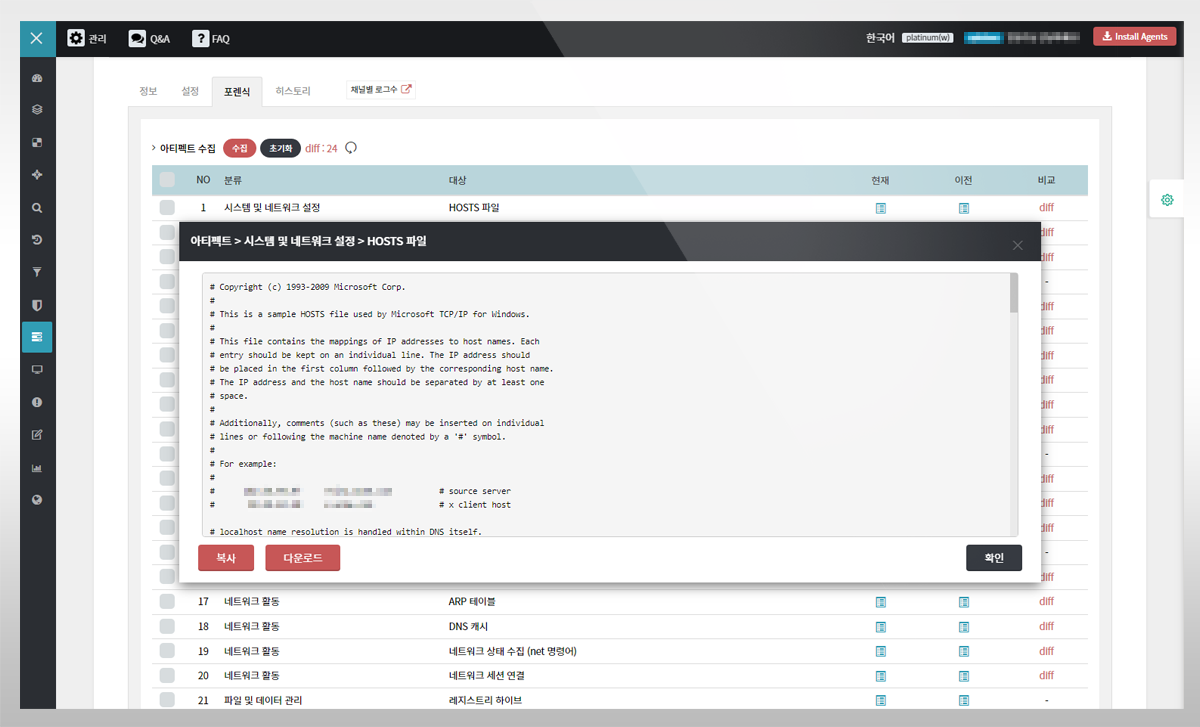 관리 Q&A FAQ 한국어 platinum(w) Install Agents
정보 설정 포렌식 히스토리 채널별 로그수
아티팩트 수집 수집 초기화 diff : 24
NO 분류 대상 현재 이전 비교
1 시스템 및 네트워크 설정 HOSTS 파일 diff
diff
아티팩트 > 시스템 및 네트워크 설정 > HOSTS 파일
diff
-
# Copyright (c) 1993-2009 Microsoft Corp.
#
diff
# This is a sample HOSTS file used by Microsoft TCP/IP for Windows.
#
diff
# This file contains the mappings of IP addresses to host names. Each
# entry should be kept on an individual line. The IP address should
diff
# be placed in the first column followed by the corresponding host name.
# The IP address and the host name should be separated by at least one
diff
# space.
#
diff
# Additionally, comments (such as these) may be inserted on individual
diff
# lines or following the machine name denoted by a '#' symbol.
#
-
# For example:
#
diff
# # source server
# # x client host
diff
# localhost name resolution is handled within DNS itself.
diff
-
복사 다운로드 확인
diff
17 네트워크 활동 ARP 테이블 diff
18 네트워크 활동 DNS 캐시 diff
19 네트워크 활동 네트워크 상태 수집 (net 명령어) diff
20 네트워크 활동 네트워크 세션 연결 diff
21 파일 및 데이터 관리 레지스트리 하이브 -